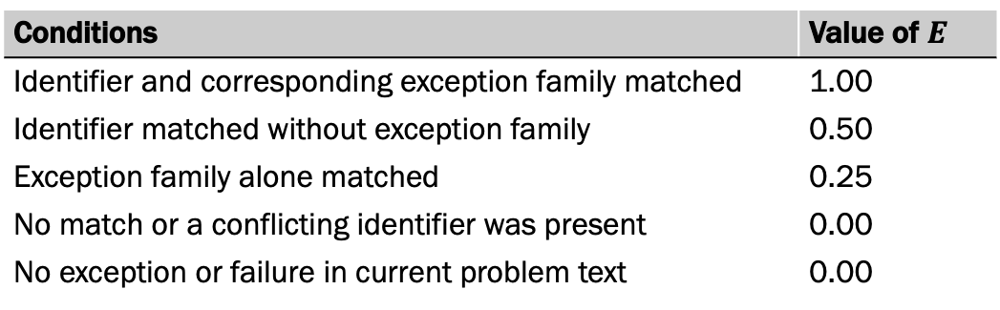 Conditions Value of E
Identifier and corresponding exception family matched 1.00
Identifier matched without exception family 0.50
Exception family alone matched 0.25
No match or a conflicting identifier was present 0.00
No exception or failure in current problem text 0.00